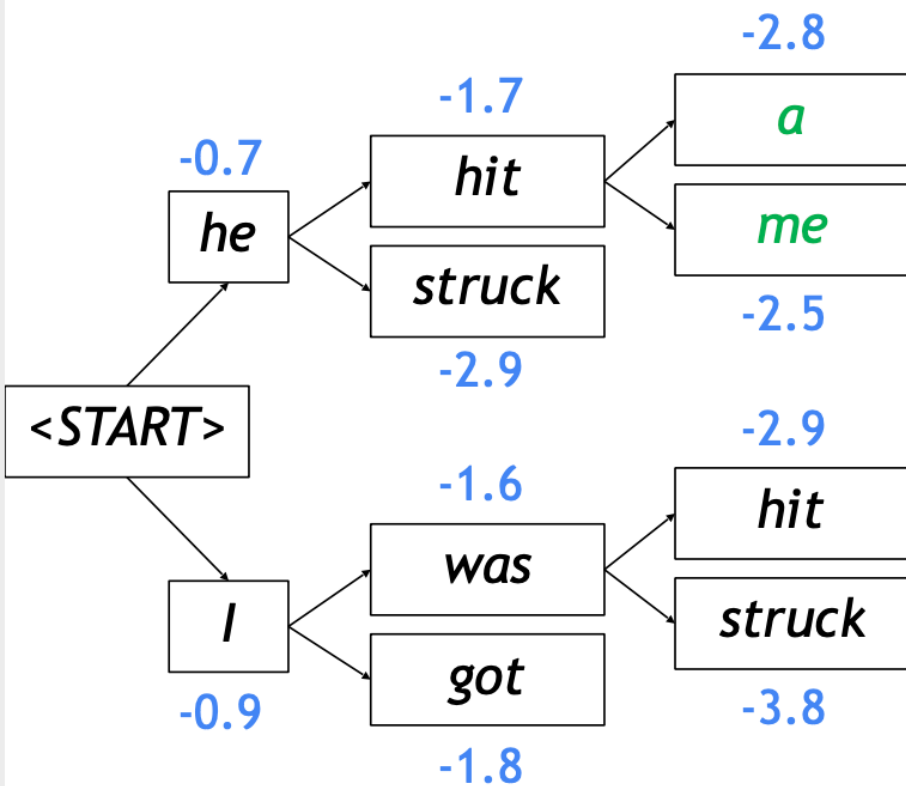 -2.8
-1.7
a
-0.7
hit
he
me
struck
-2.5
-2.9
<START>
-2.9
-1.6
hit
was
I
struck
got
-0.9
-3.8
-1.8